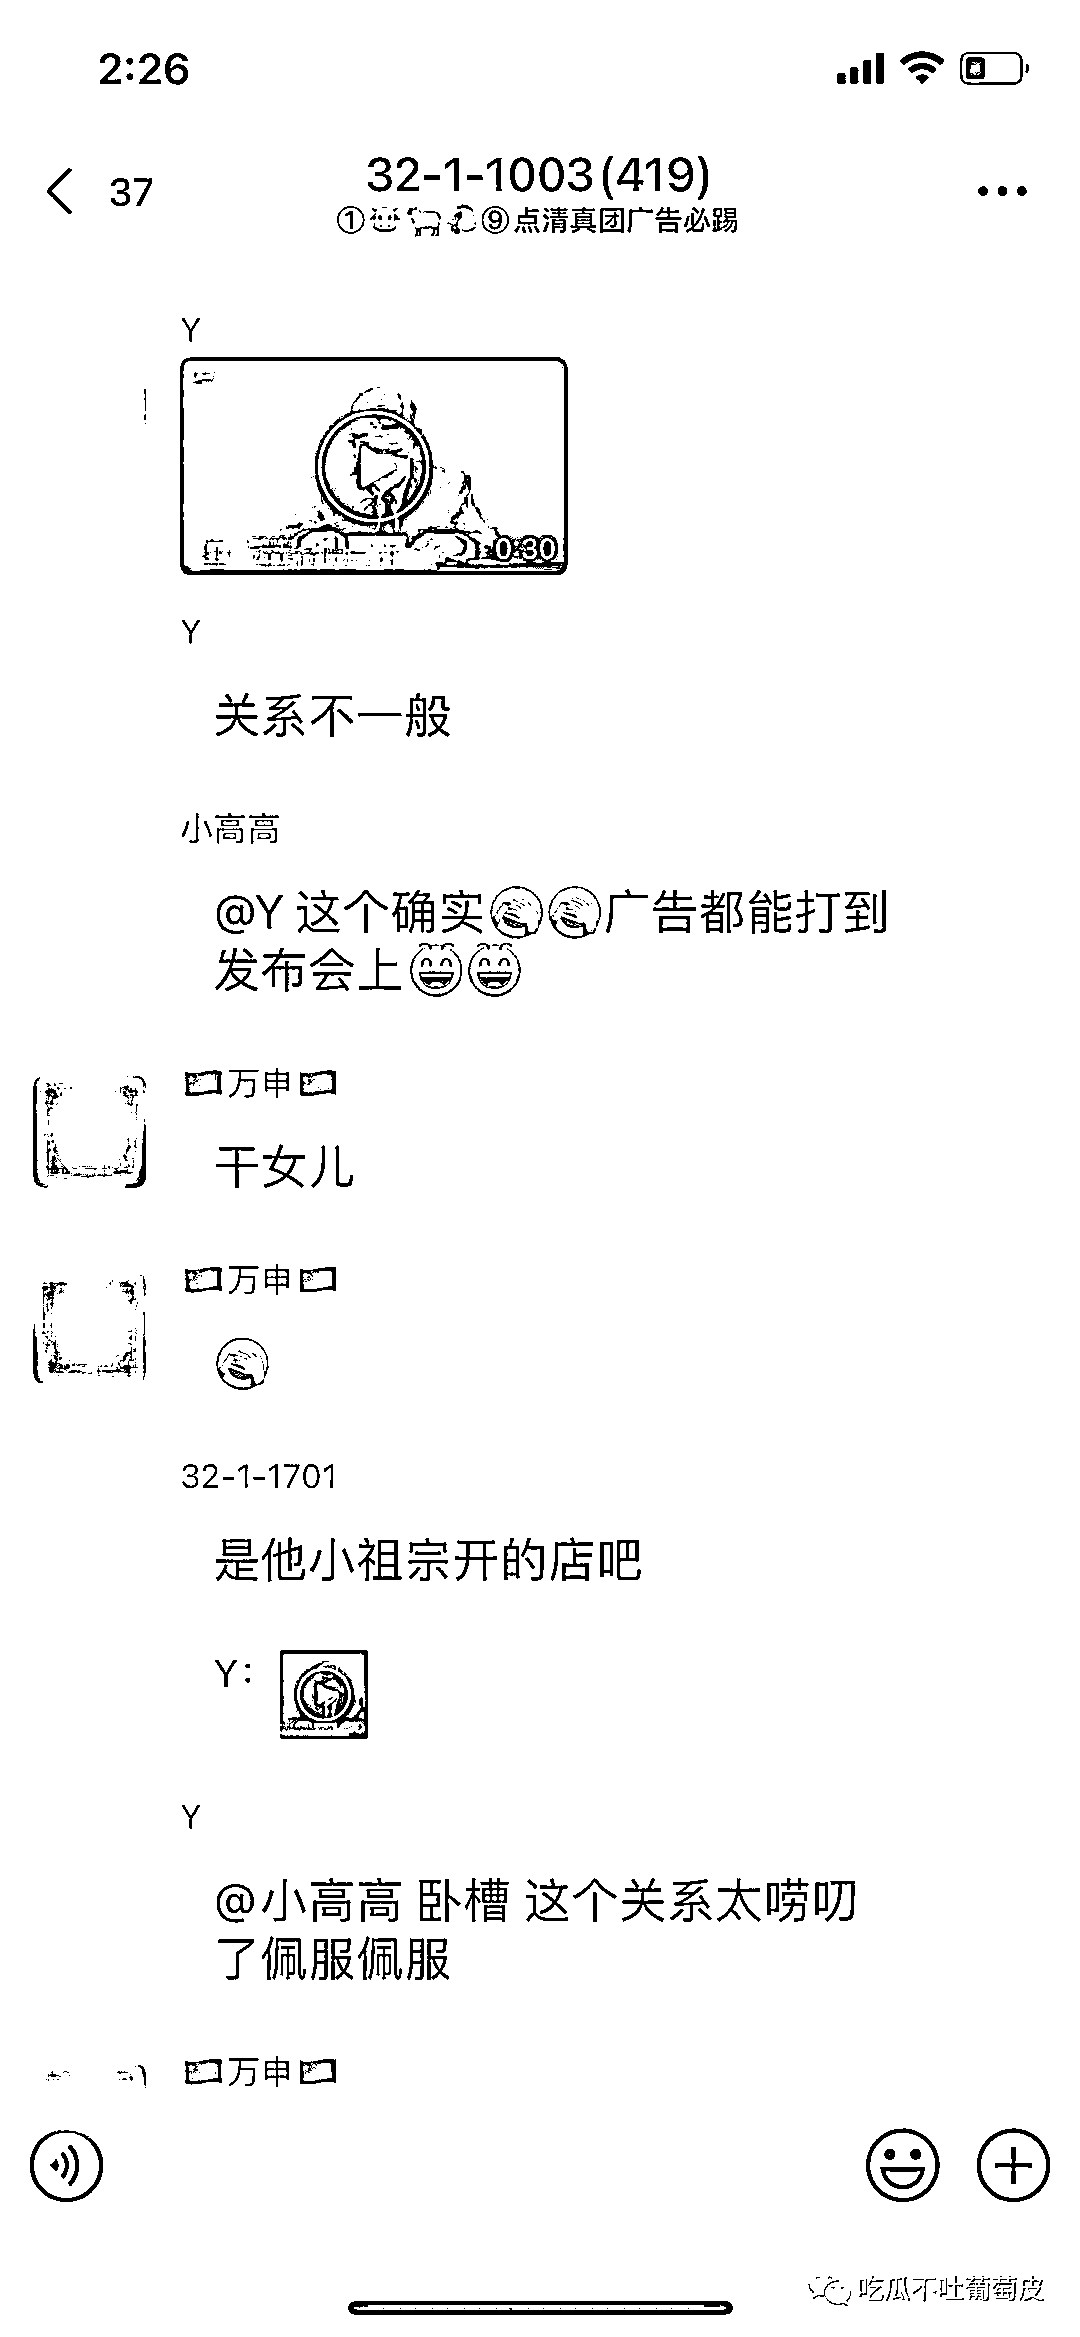 2:26
37
32-1-1003(419)
①🐮🐑🐔⑨点清真团广告必踢
Y
0:30
Y
关系不一般
小高高
@Y 这个确实🤦🤦广告都能打到
发布会上😄😄
万申
干女儿
万申
🤦
32-1-1701
是他小祖宗开的店吧
Y：
Y
@小高高 卧槽 这个关系太唠叨
了佩服佩服
万申
吃瓜不吐葡萄皮